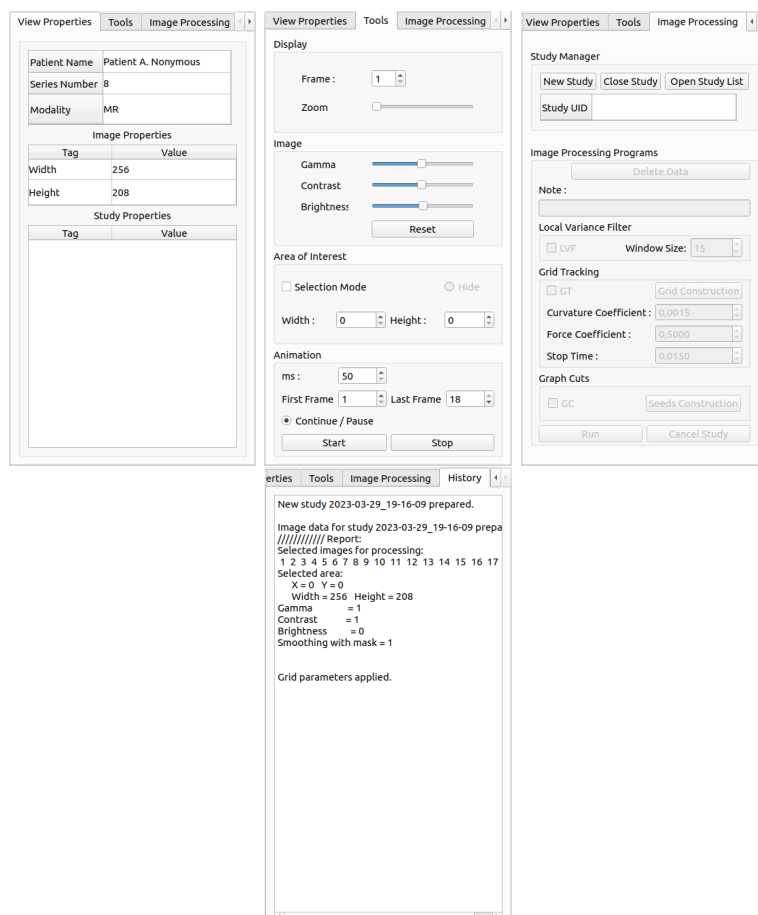 View Properties Tools Image Processing
Patient Name Patient A. Nonymous
Series Number 8
Modality MR
Image Properties
Tag Value
Width 256
Height 208
Study Properties
Tag Value
View Properties Tools Image Processing
Display
Frame : 1
Zoom
Image
Gamma
Contrast
Brightness
Reset
Area of Interest
Selection Mode Hide
Width : 0 Height : 0
Animation
ms : 50
First Frame 1 Last Frame 18
Continue / Pause
Start Stop
View Properties Tools Image Processing
Study Manager
New Study Close Study Open Study List
Study UID
Image Processing Programs
Delete Data
Note :
Local Variance Filter
LVF Window Size: 15
Grid Tracking
GT Grid Construction
Curvature Coefficient : 0,0015
Force Coefficient : 0,5000
Stop Time : 0.0150
Graph Cuts
GC Seeds Construction
Run Cancel Study
erties Tools Image Processing History
New study 2023-03-29_19-16-09 prepared.
Image data for study 2023-03-29_19-16-09 prepa
//////////// Report:
Selected images for processing:
1 2 3 4 5 6 7 8 9 10 11 12 13 14 15 16 17
Selected area:
X = 0 Y = 0
Width = 256 Height = 208
Gamma = 1
Contrast = 1
Brightness = 0
Smoothing with mask = 1
Grid parameters applied.